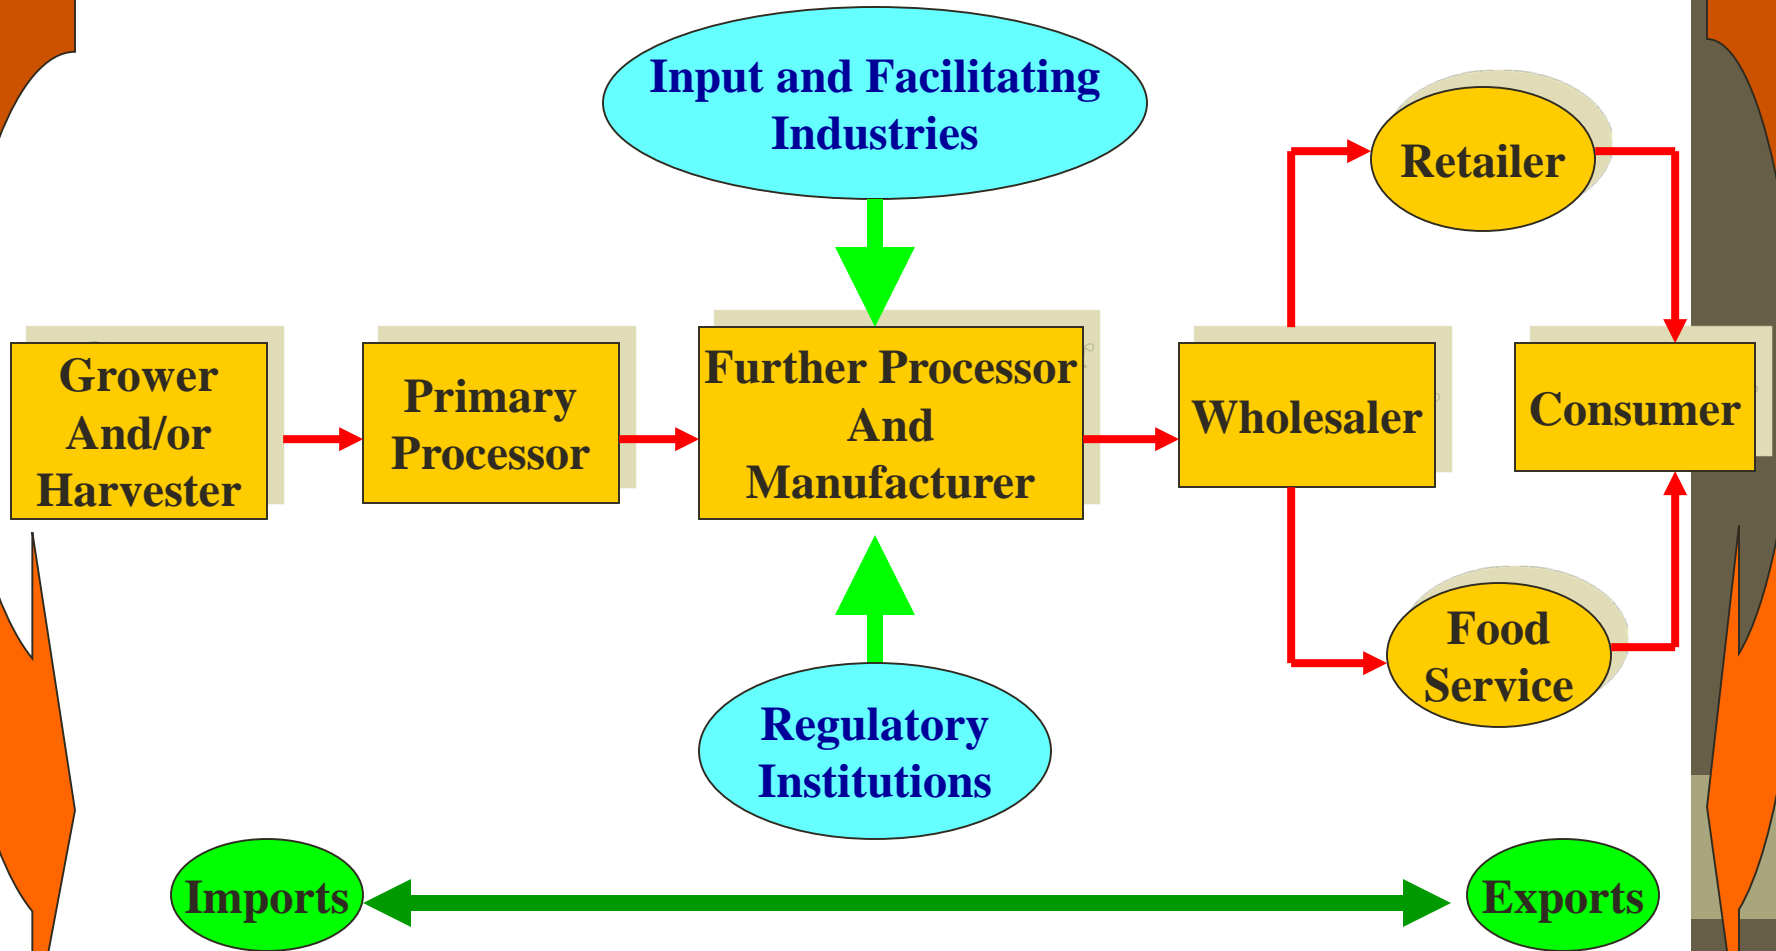 Input and Facilitating
Industries
Retailer
Grower
And/or
Harvester
Primary
Processor
Further Processor
And
Manufacturer
Wholesaler
Consumer
Food
Service
Regulatory
Institutions
Imports
Exports